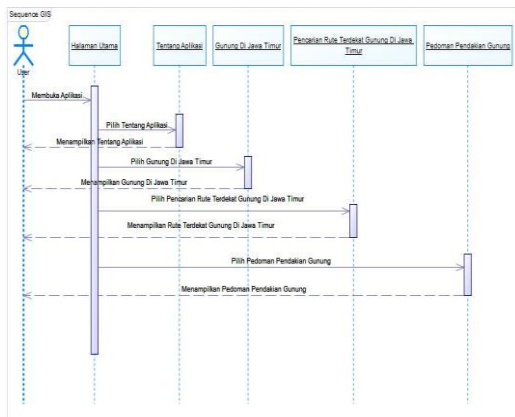 Sequence GIS
Halaman Utama
Tentang Aplikasi
Gunung Di Jawa Timur
Pencarian Rute Terdekat Gunung Di Jawa
Timur
Pedoman Pendakian Gunung
User
Membuka Aplikasi
Pilih Tentang Aplikasi
Menampilkan Tentang Aplikasi
Pilih Gunung Di Jawa Timur
Menampilkan Gunung Di Jawa Timur
Pilih Pencarian Rute Terdekat Gunung Di Jawa Timur
Menampilkan Rute Terdekat Gunung Di Jawa Timur
Pilih Pedoman Pendakian Gunung
Menampilkan Pedoman Pendakian Gunung